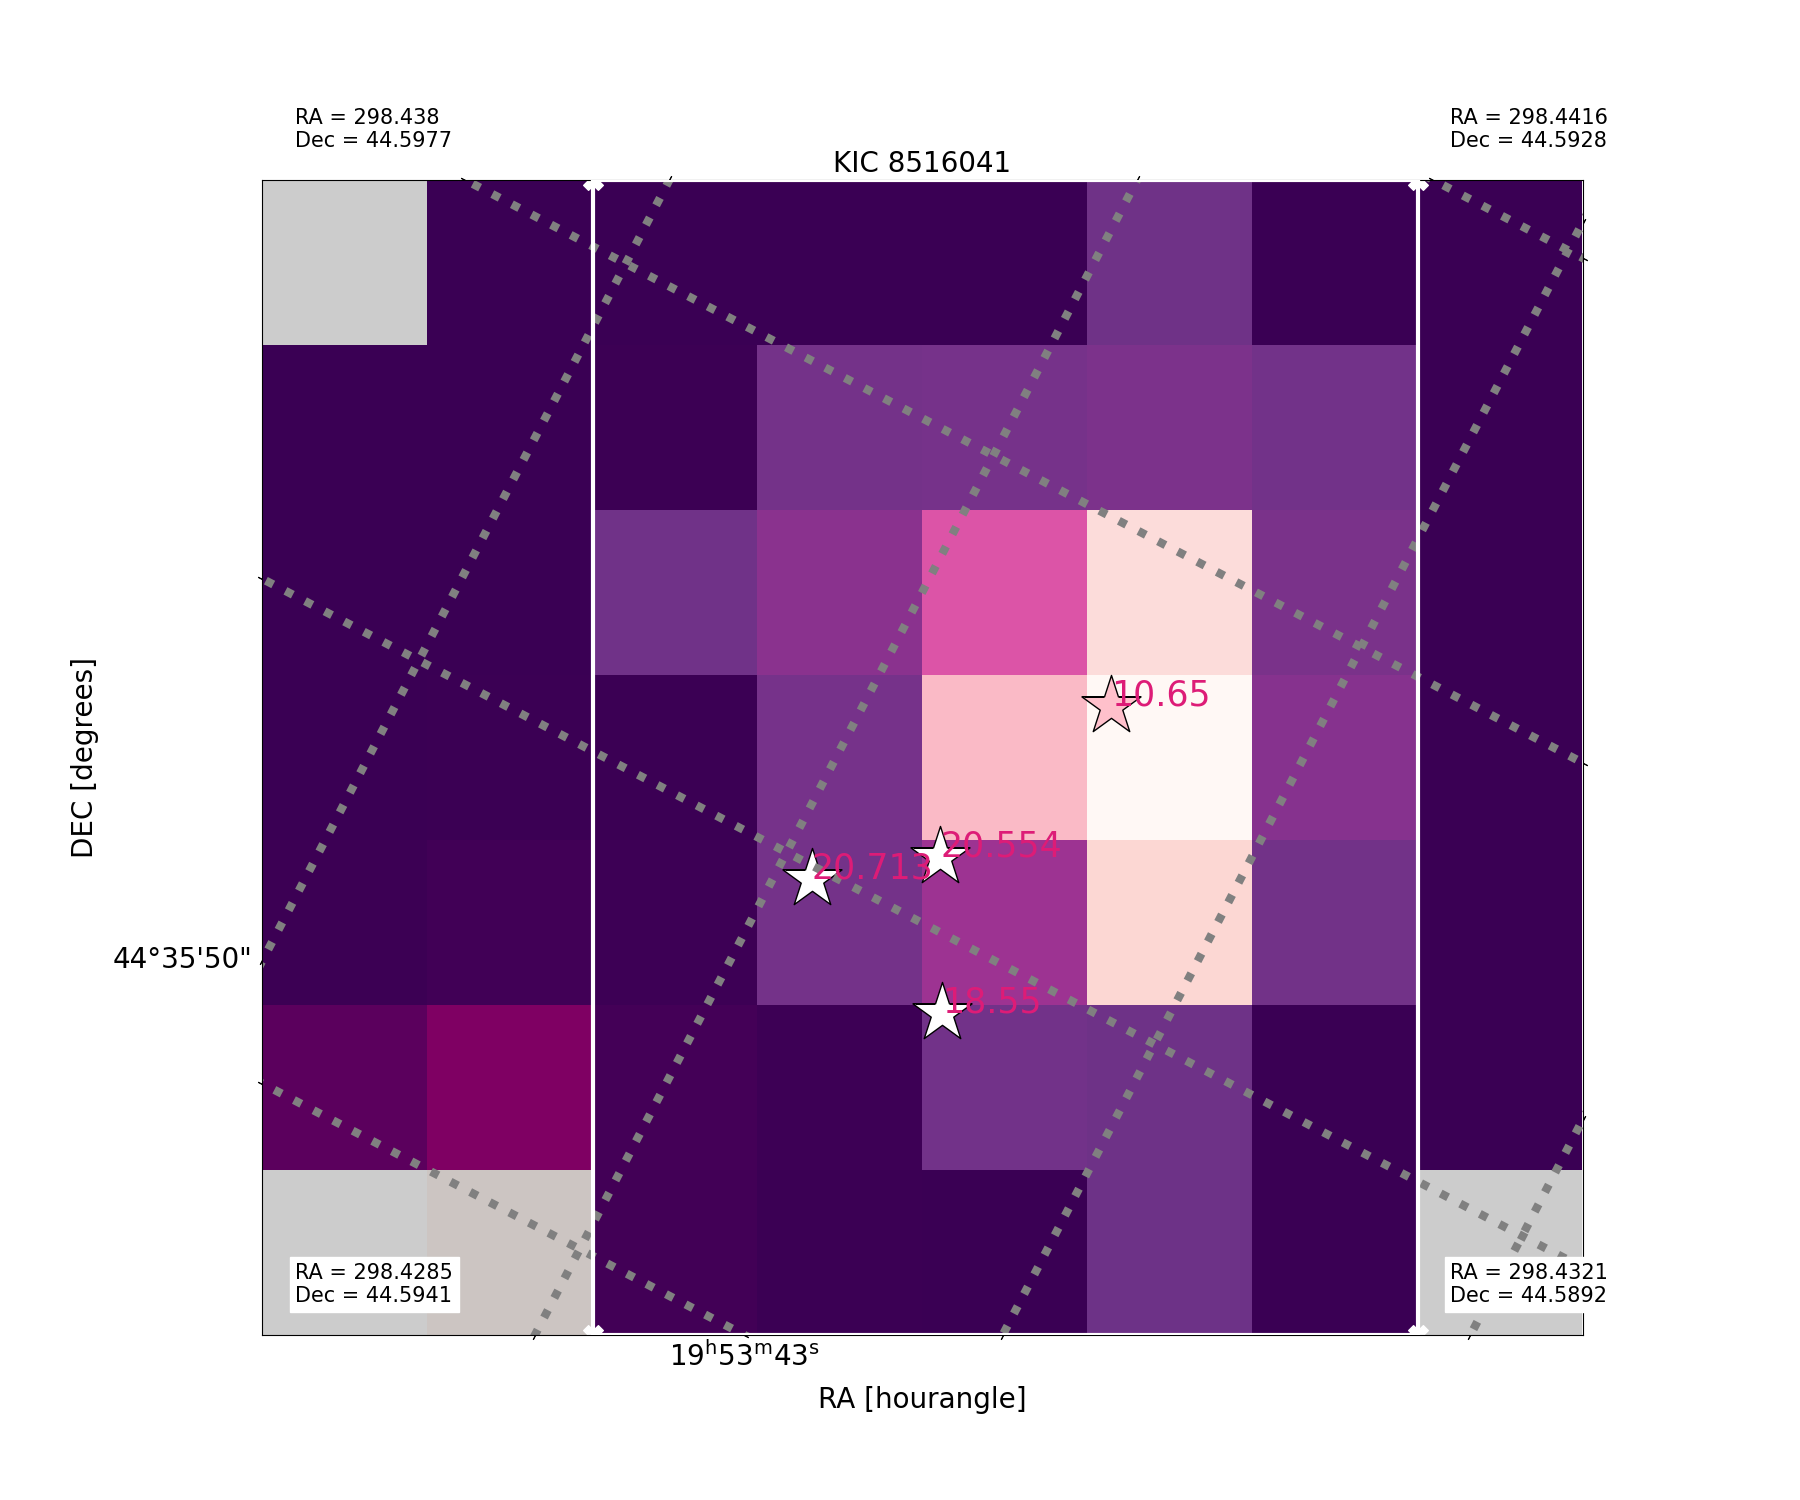 RA = 298.438
Dec = 44.5977
RA = 298.4416
Dec = 44.5928
KIC 8516041
10.65
20.554
20.713
18.55
DEC [degrees]
44°35'50"
RA = 298.4285
Dec = 44.5941
RA = 298.4321
Dec = 44.5892
19ʰ53ᵐ43ˢ
RA [hourangle]